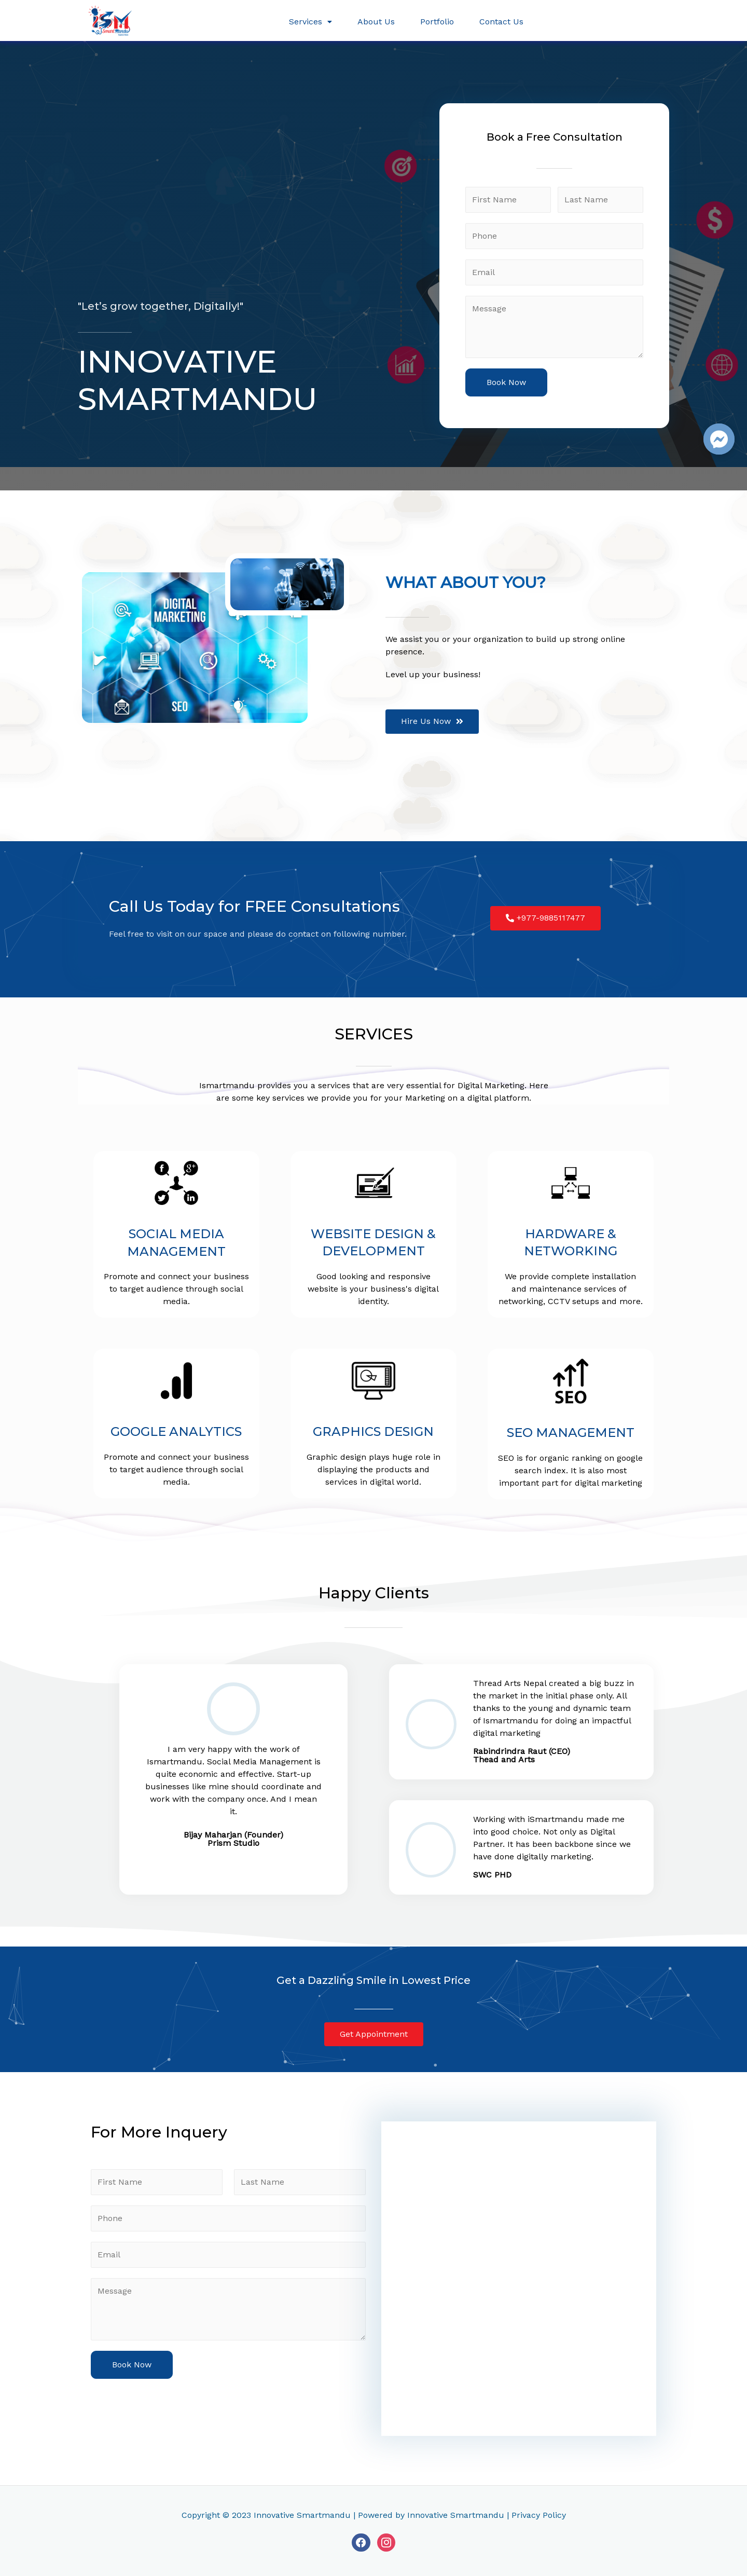 iSM
Smart Mandu
Services
About Us
Portfolio
Contact Us
Book a Free Consultation
First Name
Last Name
Phone
Email
Message
Book Now
"Let's grow together, Digitally!"
INNOVATIVE
SMARTMANDU
DIGITAL
MARKETING
SEO
WHAT ABOUT YOU?
We assist you or your organization to build up strong online
presence.
Level up your business!
Hire Us Now
Call Us Today for FREE Consultations
Feel free to visit on our space and please do contact on following number.
+977-9885117477
SERVICES
Ismartmandu provides you a services that are very essential for Digital Marketing. Here
are some key services we provide you for your Marketing on a digital platform.
SOCIAL MEDIA
MANAGEMENT
Promote and connect your business
to target audience through social
media.
WEBSITE DESIGN &
DEVELOPMENT
Good looking and responsive
website is your business's digital
identity.
HARDWARE &
NETWORKING
We provide complete installation
and maintenance services of
networking, CCTV setups and more.
GOOGLE ANALYTICS
Promote and connect your business
to target audience through social
media.
GRAPHICS DESIGN
Graphic design plays huge role in
displaying the products and
services in digital world.
SEO
SEO MANAGEMENT
SEO is for organic ranking on google
search index. It is also most
important part for digital marketing
Happy Clients
I am very happy with the work of
Ismartmandu. Social Media Management is
quite economic and effective. Start-up
businesses like mine should coordinate and
work with the company once. And I mean
it.
Bijay Maharjan (Founder)
Prism Studio
Thread Arts Nepal created a big buzz in
the market in the initial phase only. All
thanks to the young and dynamic team
of Ismartmandu for doing an impactful
digital marketing
Rabindrindra Raut (CEO)
Thead and Arts
Working with iSmartmandu made me
into good choice. Not only as Digital
Partner. It has been backbone since we
have done digitally marketing.
SWC PHD
Get a Dazzling Smile in Lowest Price
Get Appointment
For More Inquery
First Name
Last Name
Phone
Email
Message
Book Now
Copyright © 2023 Innovative Smartmandu | Powered by Innovative Smartmandu | Privacy Policy